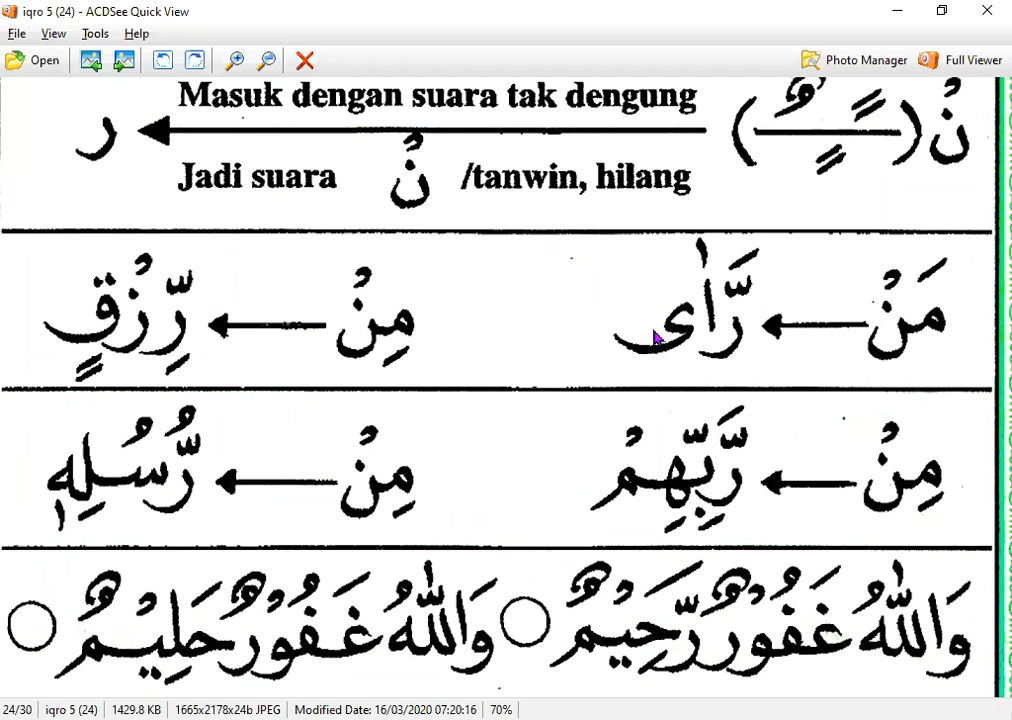 iqro 5 (24) - ACDSee Quick View
File View Tools Help
Open Photo Manager Full Viewer
Masuk dengan suara tak dengung
نْ (ـًـٍـٌ) ر
Jadi suara نْ /tanwin, hilang
مَنْ رَّاٰى مِنْ رِّزْقٍ
مِنْ رَّبِّهِمْ مِنْ رُّسُلِهٖ
وَاللّٰهُ غَفُوْرٌ رَّحِيْمٌ وَاللّٰهُ غَفُوْرٌ حَلِيْمٌ
24/30 iqro 5 (24) 1429.8 KB 1665x2178x24b JPEG Modified Date: 16/03/2020 07:20:16 70%